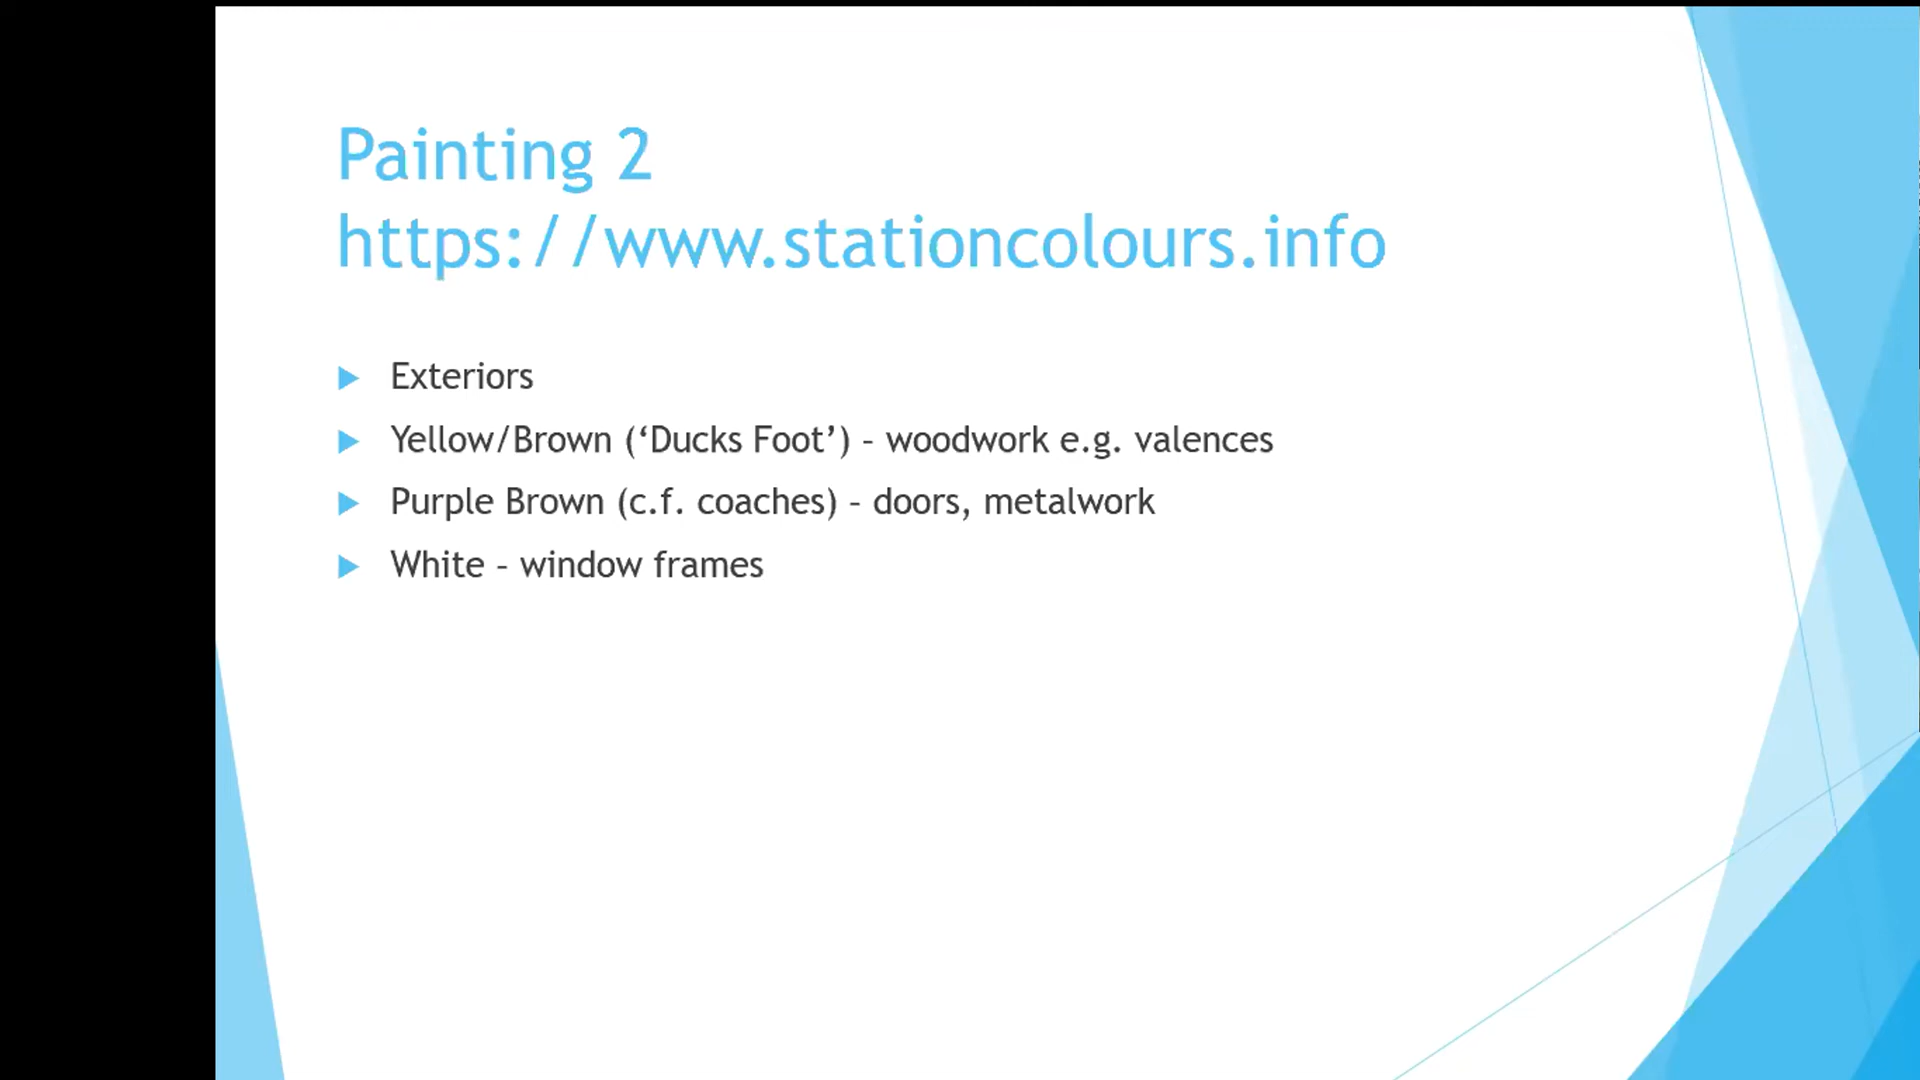 Painting 2
https://www.stationcolours.info
Exteriors
Yellow/Brown (‘Ducks Foot’) – woodwork e.g. valences
Purple Brown (c.f. coaches) – doors, metalwork
White – window frames